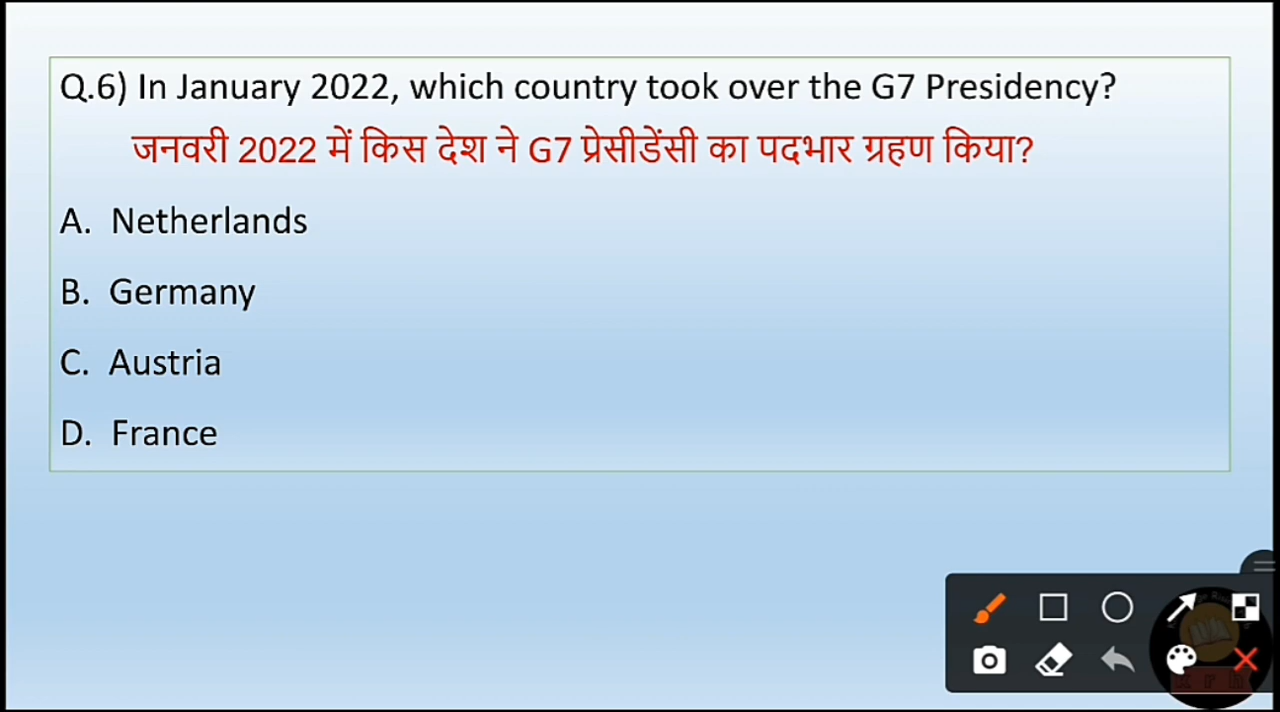 Q.6) In January 2022, which country took over the G7 Presidency?
जनवरी 2022 में किस देश ने G7 प्रेसीडेंसी का पदभार ग्रहण किया?
A. Netherlands
B. Germany
C. Austria
D. France